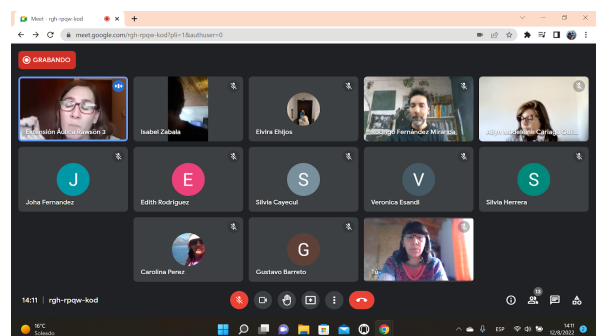 Meet - rgh-rpqw-kod
meet.google.com/rgh-rpqw-kod?pli=1&authuser=0
GRABANDO
Extensión Áulica Rawson 3
Isabel Zabala
Elvira Ehijos
Rodrigo Fernández Miranda
J
Joha Fernandez
E
Edith Rodriguez
S
Silvia Cayecul
V
Veronica Esandi
S
Silvia Herrera
Carolina Perez
G
Gustavo Barreto
Tú
14:11 | rgh-rpqw-kod
13
16°C
Soleado
ESP
14:11
12/8/2022